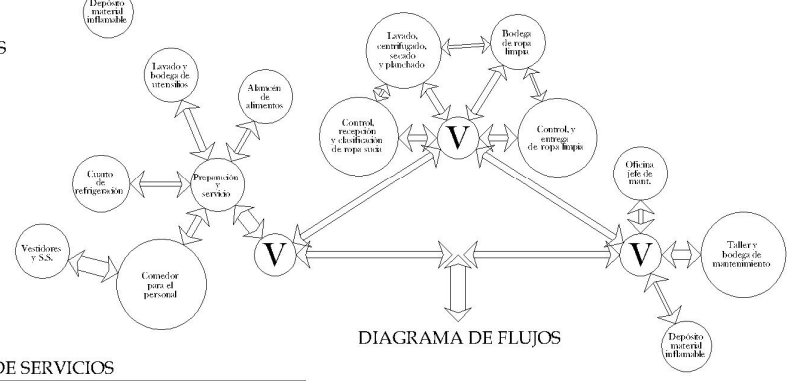 Depósito
material
inflamable
S
Lavado y
bodega de
utensilios
Alamcén
de
alimentos
Cuarto
de
refrigeración
Preparación
y
servicio
Vestidores
y S.S.
Comedor
para el
personal
V
Lavado,
centrifugado,
secado
y planchado
Bodega
de ropa
limpia
Control,
recepción
y clasificación
de ropa sucia
V
Control, y
entrega
de ropa limpia
Oficina
jefe de
mant.
V
Taller y
bodega de
mantenimiento
Depósito
material
inflamable
DIAGRAMA DE FLUJOS
DE SERVICIOS